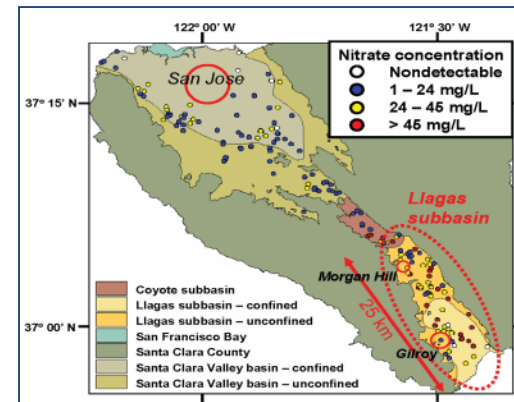 122° 00' W
121° 30' W
Nitrate concentration
Nondetectable
1 – 24 mg/L
24 – 45 mg/L
> 45 mg/L
San Jose
37° 15'
Llagas
subbasin
Morgan Hill
25 km
Coyote subbasin
Llagas subbasin – confined
Llagas subbasin – unconfined
San Francisco Bay
Santa Clara County
Santa Clara Valley basin – confined
Santa Clara Valley basin – unconfined
37° 00'
Gilroy